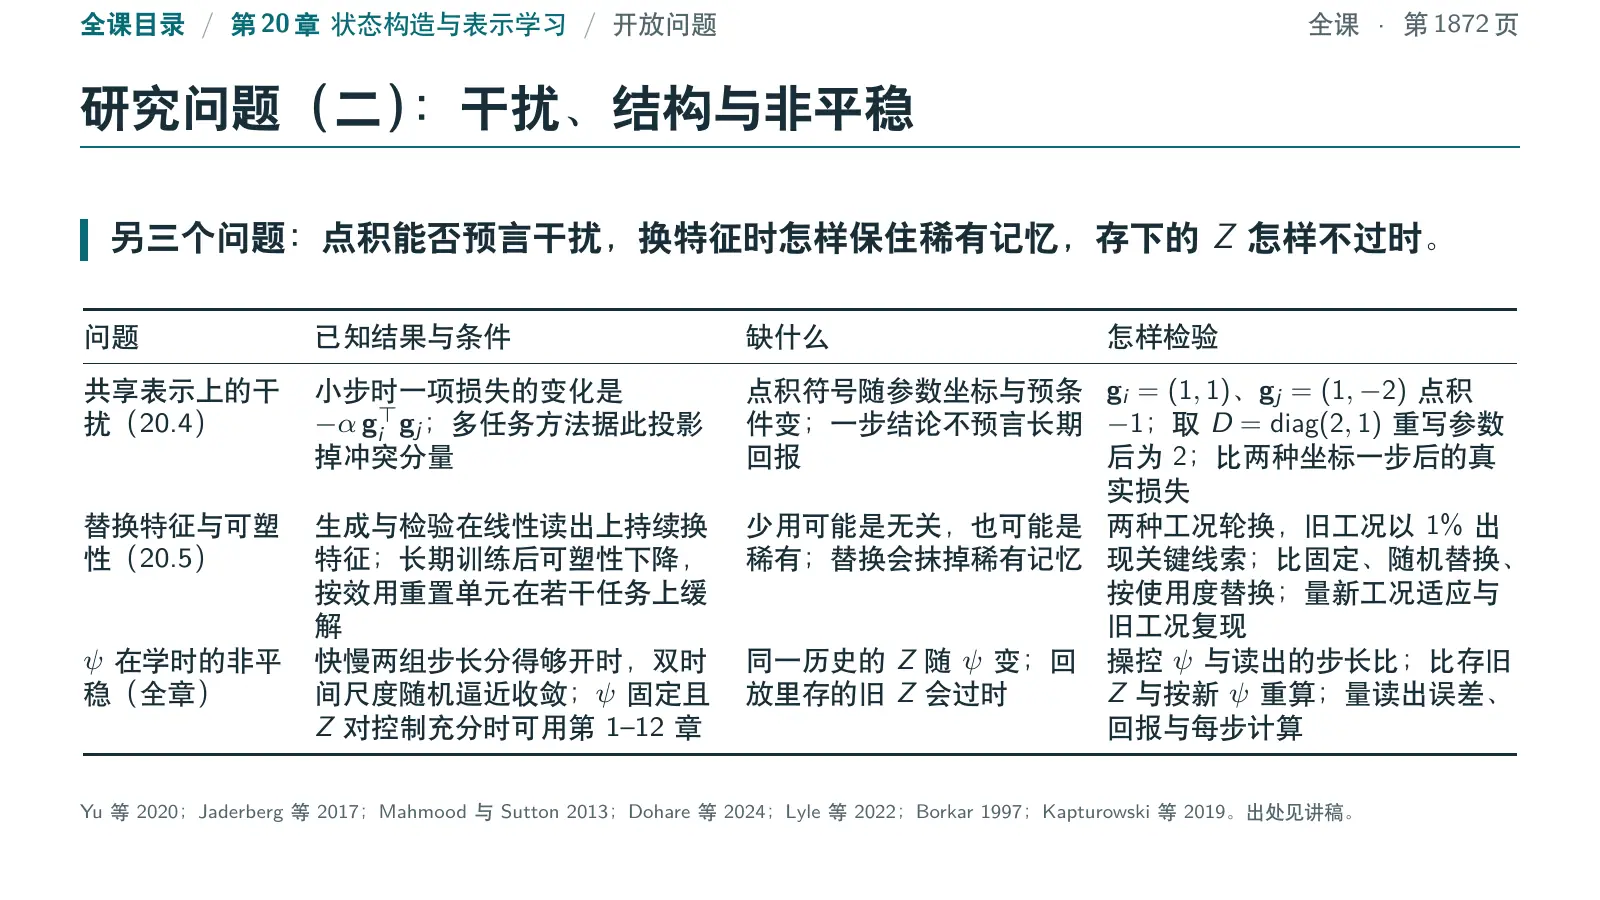 全课目录 / 第 20 章 状态构造与表示学习 / 开放问题
全课 · 第 1872 页
研究问题（二）：干扰、结构与非平稳
另三个问题：点积能否预言干扰，换特征时怎样保住稀有记忆，存下的 Z 怎样不过时。
问题 已知结果与条件 缺什么 怎样检验
共享表示上的干
扰（20.4）
小步时一项损失的变化是
−α gᵢ⊤gⱼ；多任务方法据此投影
掉冲突分量
点积符号随参数坐标与预条
件变；一步结论不预言长期
回报
gᵢ = (1, 1)、gⱼ = (1, −2) 点积
−1；取 D = diag(2, 1) 重写参数
后为 2；比两种坐标一步后的真
实损失
替换特征与可塑
性（20.5）
生成与检验在线性读出上持续换
特征；长期训练后可塑性下降，
按效用重置单元在若干任务上缓
解
少用可能是无关，也可能是
稀有；替换会抹掉稀有记忆
两种工况轮换，旧工况以 1% 出
现关键线索；比固定、随机替换、
按使用度替换；量新工况适应与
旧工况复现
ψ 在学时的非平
稳（全章）
快慢两组步长分得够开时，双时
间尺度随机逼近收敛；ψ 固定且
Z 对控制充分时可用第 1–12 章
同一历史的 Z 随 ψ 变；回
放里存的旧 Z 会过时
操控 ψ 与读出的步长比；比存旧
Z 与按新 ψ 重算；量读出误差、
回报与每步计算
Yu 等 2020；Jaderberg 等 2017；Mahmood 与 Sutton 2013；Dohare 等 2024；Lyle 等 2022；Borkar 1997；Kapturowski 等 2019。出处见讲稿。